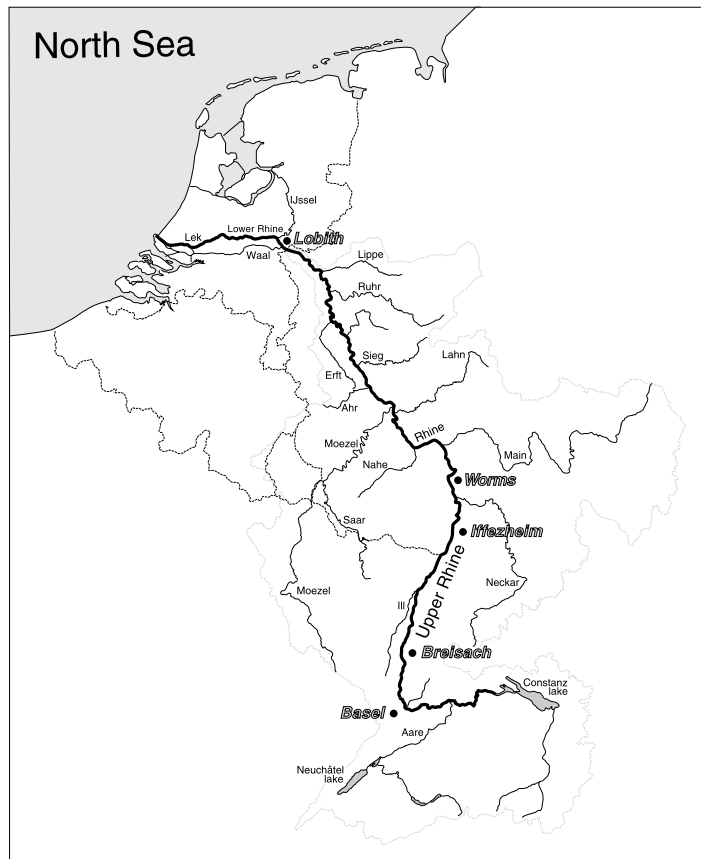 North Sea
IJssel
Lower Rhine
Lek
Lobith
Waal
Lippe
Ruhr
Sieg
Lahn
Erft
Ahr
Rhine
Moezel
Main
Nahe
Worms
Saar
Iffezheim
Neckar
Moezel
Ill
Upper Rhine
Breisach
Constanz
lake
Basel
Aare
Neuchâtel
lake